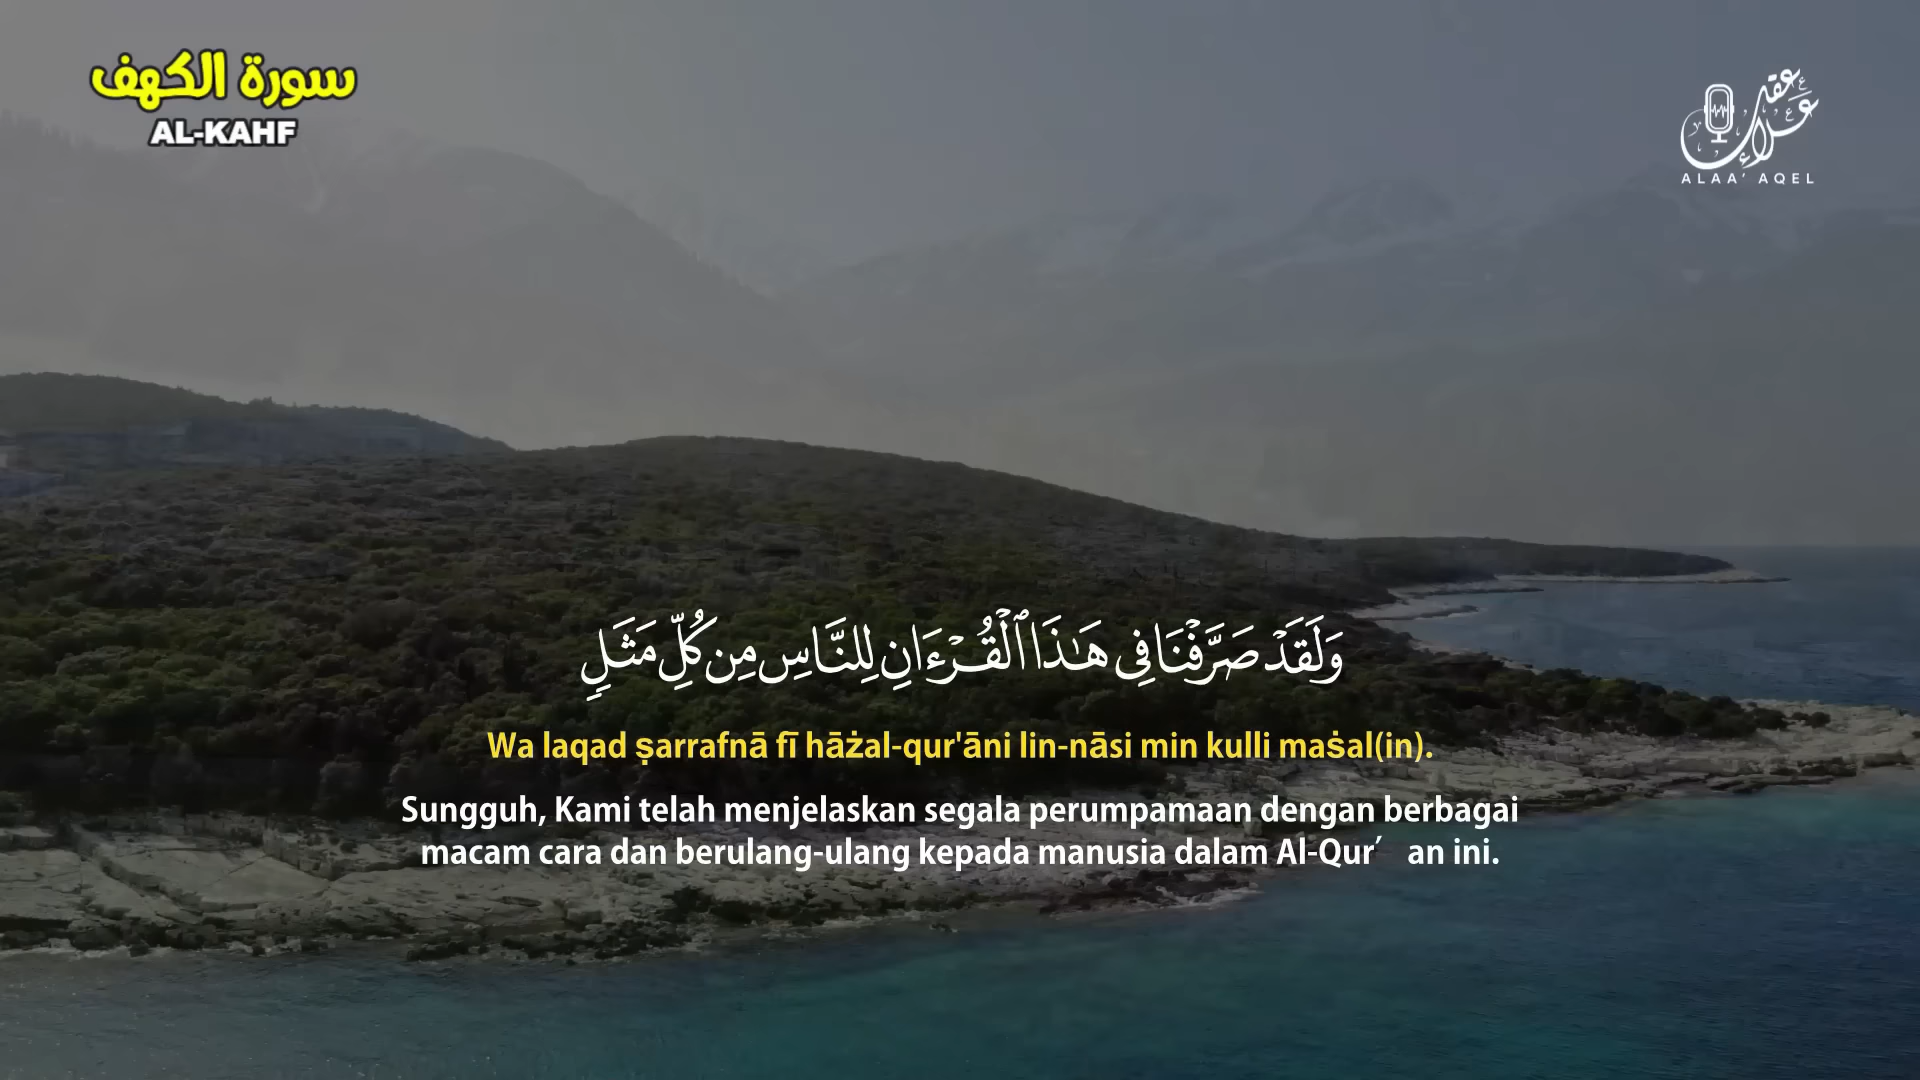 سورة الكهف
AL-KAHF
علاء عقل
ALAA' AQEL
وَلَقَدْ صَرَّفْنَا فِى هَـٰذَا ٱلْقُرْءَانِ لِلنَّاسِ مِن كُلِّ مَثَلٍ
Wa laqad ṣarrafnā fī hāżal-qur'āni lin-nāsi min kulli maṡal(in).
Sungguh, Kami telah menjelaskan segala perumpamaan dengan berbagai
macam cara dan berulang-ulang kepada manusia dalam Al-Qur′ an ini.